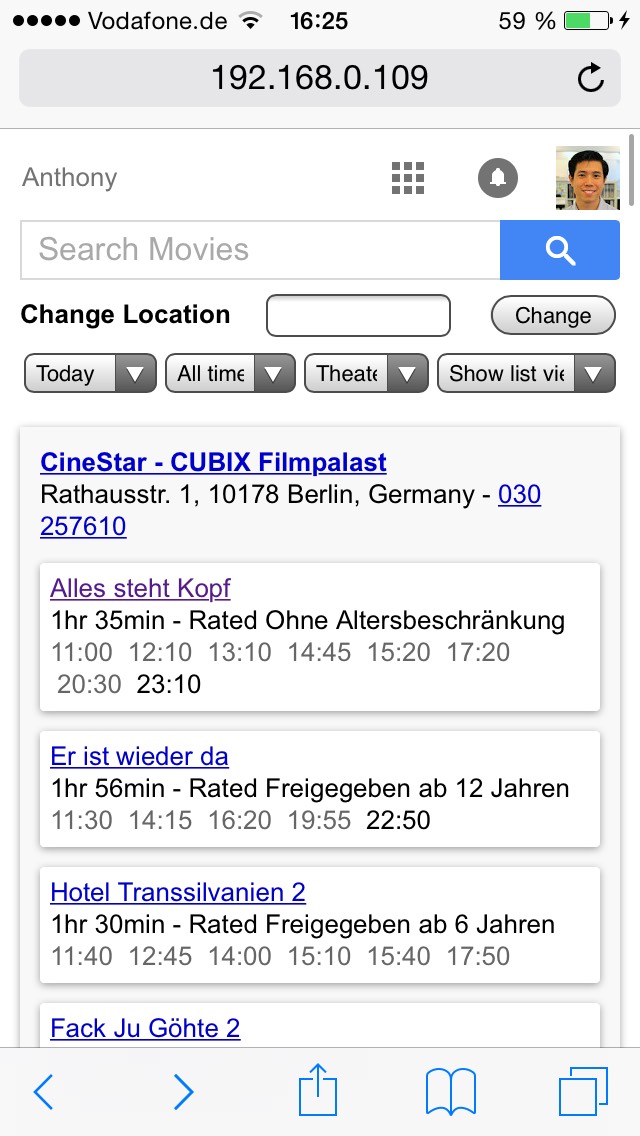 Vodafone.de 16:25 59 %
192.168.0.109
Anthony
Search Movies
Change Location Change
Today All time Theate Show list vie
CineStar - CUBIX Filmpalast
Rathausstr. 1, 10178 Berlin, Germany - 030
257610
Alles steht Kopf
1hr 35min - Rated Ohne Altersbeschränkung
11:00 12:10 13:10 14:45 15:20 17:20
20:30 23:10
Er ist wieder da
1hr 56min - Rated Freigegeben ab 12 Jahren
11:30 14:15 16:20 19:55 22:50
Hotel Transsilvanien 2
1hr 30min - Rated Freigegeben ab 6 Jahren
11:40 12:45 14:00 15:10 15:40 17:50
Fack Ju Göhte 2